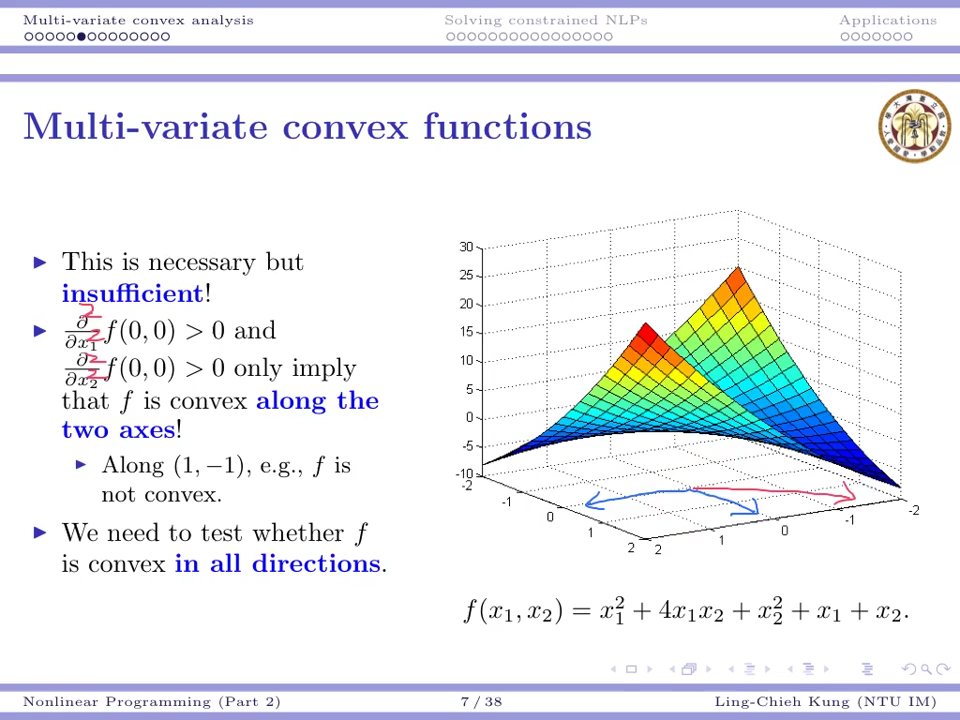 Multi-variate convex analysis Solving constrained NLPs Applications
Multi-variate convex functions
This is necessary but
insufficient!
∂²/∂x₁² f(0, 0) > 0 and
∂²/∂x₂² f(0, 0) > 0 only imply
that f is convex along the
two axes!
Along (1, −1), e.g., f is
not convex.
We need to test whether f
is convex in all directions.
30
25
20
15
10
5
0
-5
-10
-2
-1
0
1
2
2
1
0
-1
-2
f(x₁, x₂) = x₁² + 4x₁x₂ + x₂² + x₁ + x₂.
Nonlinear Programming (Part 2) 7 / 38 Ling-Chieh Kung (NTU IM)